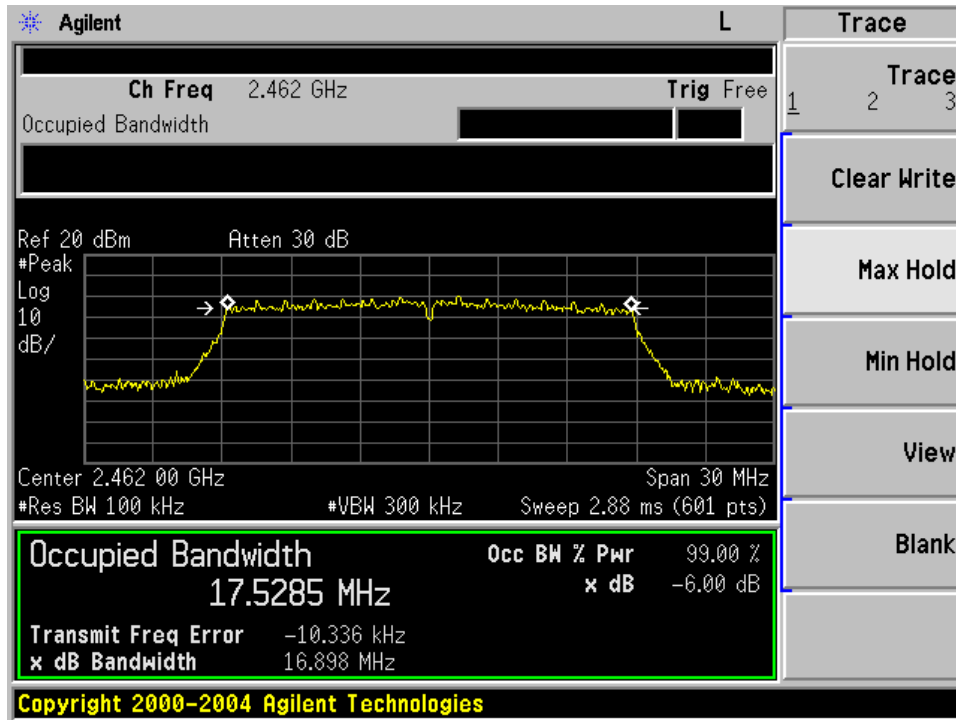 Agilent L Trace
Ch Freq 2.462 GHz Trig Free
Occupied Bandwidth
Trace
1 2 3
Clear Write
Max Hold
Min Hold
View
Blank
Ref 20 dBm Atten 30 dB
#Peak
Log
10
dB/
Center 2.462 00 GHz Span 30 MHz
#Res BW 100 kHz #VBW 300 kHz Sweep 2.88 ms (601 pts)
Occupied Bandwidth Occ BW % Pwr 99.00 %
17.5285 MHz x dB -6.00 dB
Transmit Freq Error -10.336 kHz
x dB Bandwidth 16.898 MHz
Copyright 2000-2004 Agilent Technologies